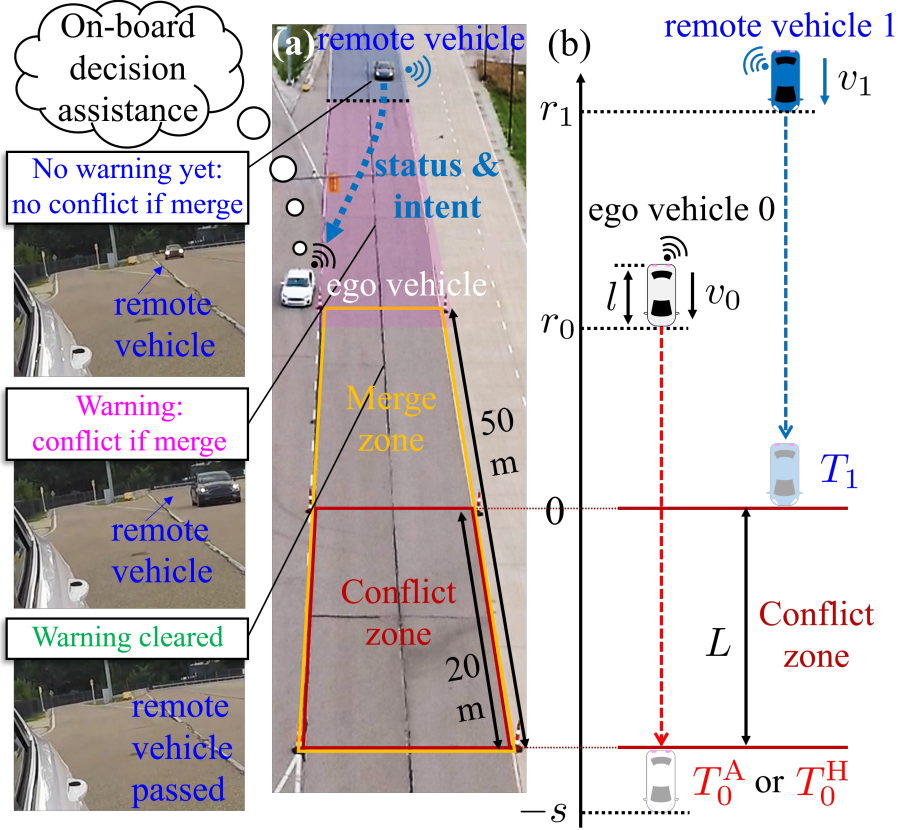 On-board
decision
assistance
No warning yet:
no conflict if merge
remote
vehicle
Warning:
conflict if merge
remote
vehicle
Warning cleared
remote
vehicle
passed
(a)
remote vehicle
status &
intent
ego vehicle
Merge
zone
50
m
Conflict
zone
20
m
(b)
remote vehicle 1
v₁
r₁
ego vehicle 0
l
v₀
r₀
T₁
0
L
Conflict
zone
T₀ᴬ or T₀ᴴ
−s